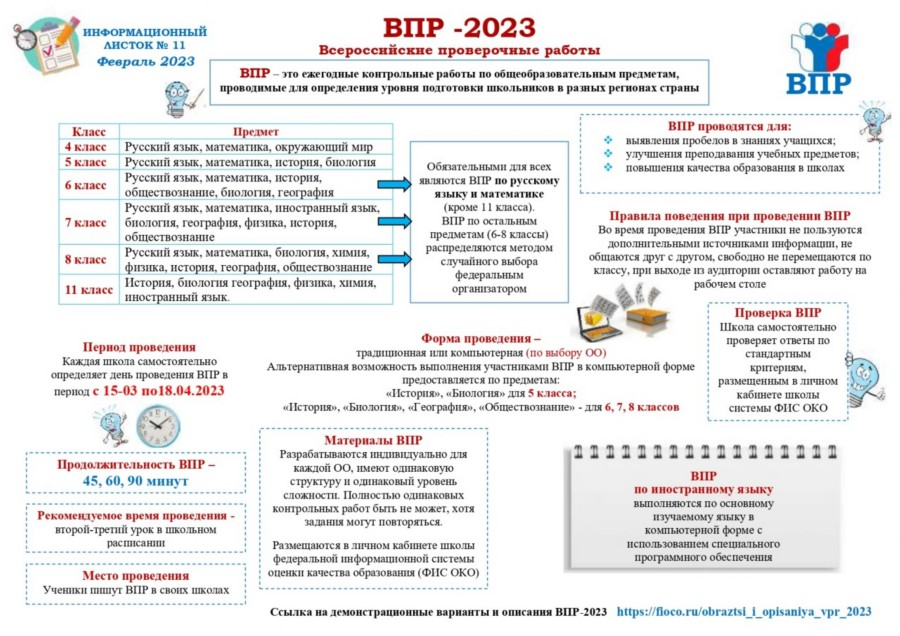 ИНФОРМАЦИОННЫЙ
ЛИСТОК № 11
Февраль 2023
ВПР -2023
Всероссийские проверочные работы
ВПР – это ежегодные контрольные работы по общеобразовательным предметам,
проводимые для определения уровня подготовки школьников в разных регионах страны
ВПР
Класс Предмет
4 класс Русский язык, математика, окружающий мир
5 класс Русский язык, математика, история, биология
6 класс Русский язык, математика, история,
обществознание, биология, география
7 класс Русский язык, математика, иностранный язык,
биология, география, физика, история,
обществознание
8 класс Русский язык, математика, биология, химия,
физика, история, география, обществознание
11 класс История, биология география, физика, химия,
иностранный язык.
Обязательными для всех
являются ВПР по русскому
языку и математике
(кроме 11 класса).
ВПР по остальным
предметам (6-8 классы)
распределяются методом
случайного выбора
федеральным
организатором
ВПР проводятся для:
выявления пробелов в знаниях учащихся;
улучшения преподавания учебных предметов;
повышения качества образования в школах
Правила поведения при проведении ВПР
Во время проведения ВПР участники не пользуются
дополнительными источниками информации, не
общаются друг с другом, свободно не перемещаются по
классу, при выходе из аудитории оставляют работу на
рабочем столе
Проверка ВПР
Школа самостоятельно
проверяет ответы по
стандартным
критериям,
размещенным в личном
кабинете школы
системы ФИС ОКО
Период проведения
Каждая школа самостоятельно
определяет день проведения ВПР в
период с 15-03 по18.04.2023
Форма проведения –
традиционная или компьютерная (по выбору ОО)
Альтернативная возможность выполнения участниками ВПР в компьютерной форме
предоставляется по предметам:
«История», «Биология» для 5 класса;
«История», «Биология», «География», «Обществознание» - для 6, 7, 8 классов
Продолжительность ВПР –
45, 60, 90 минут
Рекомендуемое время проведения -
второй-третий урок в школьном
расписании
Место проведения
Ученики пишут ВПР в своих школах
Материалы ВПР
Разрабатываются индивидуально для
каждой ОО, имеют одинаковую
структуру и одинаковый уровень
сложности. Полностью одинаковых
контрольных работ быть не может, хотя
задания могут повторяться.
Размещаются в личном кабинете школы
федеральной информационной системы
оценки качества образования (ФИС ОКО)
ВПР
по иностранному языку
выполняются по основному
изучаемому языку в
компьютерной форме с
использованием специального
программного обеспечения
Ссылка на демонстрационные варианты и описания ВПР-2023 https://fioco.ru/obraztsi_i_opisaniya_vpr_2023